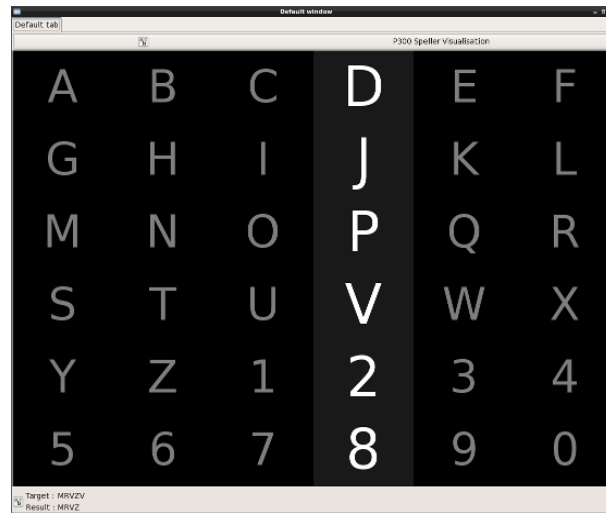 Default window
Default tab
P300 Speller Visualisation
A B C D E F
G H I J K L
M N O P Q R
S T U V W X
Y Z 1 2 3 4
5 6 7 8 9 0
Target : MRVZV
Result : MRVZ